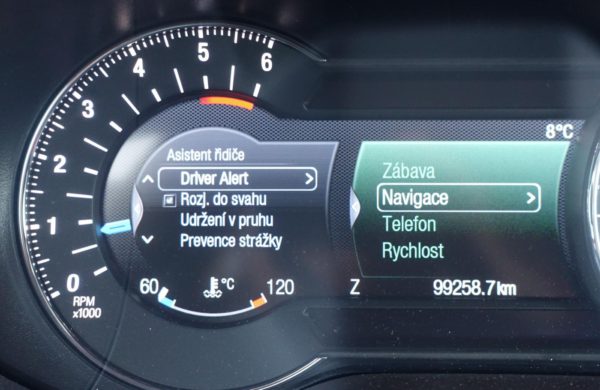 0
1
2
3
4
5
6
RPM
x1000
Asistent řidiče
Driver Alert >
Rozj. do svahu
Udržení v pruhu
Prevence strážky
60 °C 120
8°C
Zábava
Navigace >
Telefon
Rychlost
Z 99258.7 km